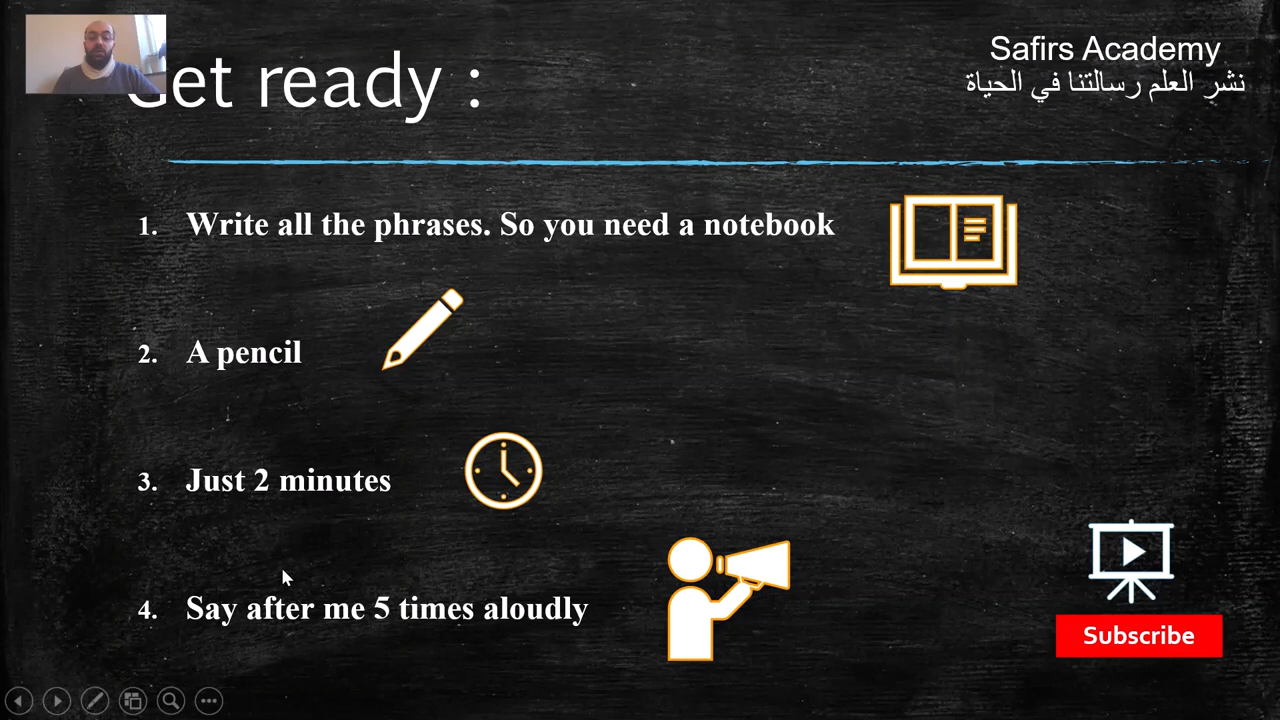 Get ready :
Safirs Academy
نشر العلم رسالتنا في الحياة
1. Write all the phrases. So you need a notebook
2. A pencil
3. Just 2 minutes
4. Say after me 5 times aloudly
Subscribe